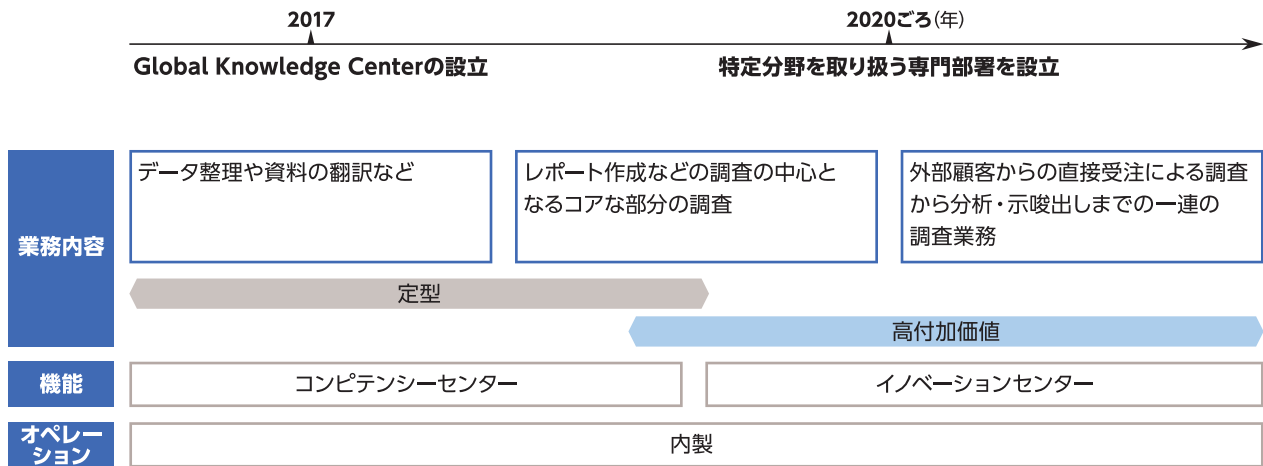 2017
2020ごろ(年)
Global Knowledge Centerの設立
特定分野を取り扱う専門部署を設立
業務内容
データ整理や資料の翻訳など
レポート作成などの調査の中心と
なるコアな部分の調査
外部顧客からの直接受注による調査
から分析・示唆出しまでの一連の
調査業務
定型
高付加価値
機能
コンピテンシーセンター
イノベーションセンター
オペレー
ション
内製